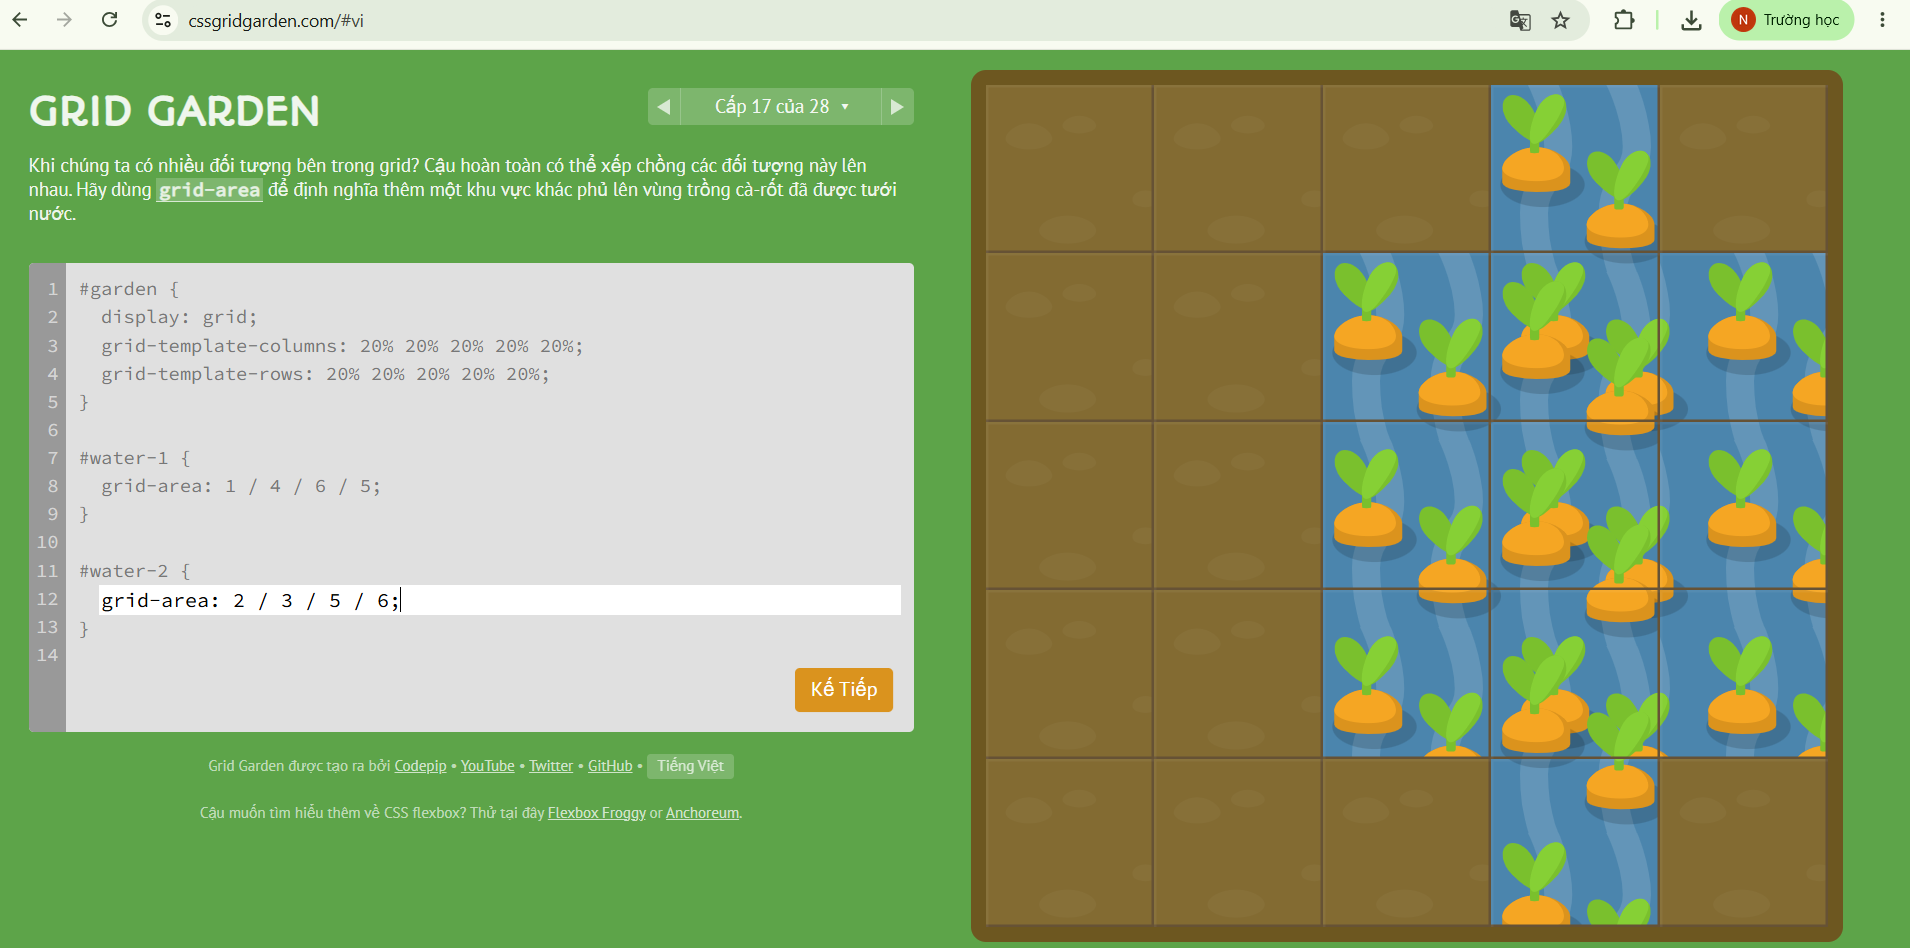 cssgridgarden.com/#vi
N Trường học
GRID GARDEN
Cấp 17 của 28
Khi chúng ta có nhiều đối tượng bên trong grid? Cậu hoàn toàn có thể xếp chồng các đối tượng này lên
nhau. Hãy dùng grid-area để định nghĩa thêm một khu vực khác phủ lên vùng trồng cà-rốt đã được tưới
nước.
1 #garden {
2 display: grid;
3 grid-template-columns: 20% 20% 20% 20% 20%;
4 grid-template-rows: 20% 20% 20% 20% 20%;
5 }
6
7 #water-1 {
8 grid-area: 1 / 4 / 6 / 5;
9 }
10
11 #water-2 {
12 grid-area: 2 / 3 / 5 / 6;
13 }
14
Kế Tiếp
Grid Garden được tạo ra bởi Codepip • YouTube • Twitter • GitHub • Tiếng Việt
Cậu muốn tìm hiểu thêm về CSS flexbox? Thử tại đây Flexbox Froggy or Anchoreum.